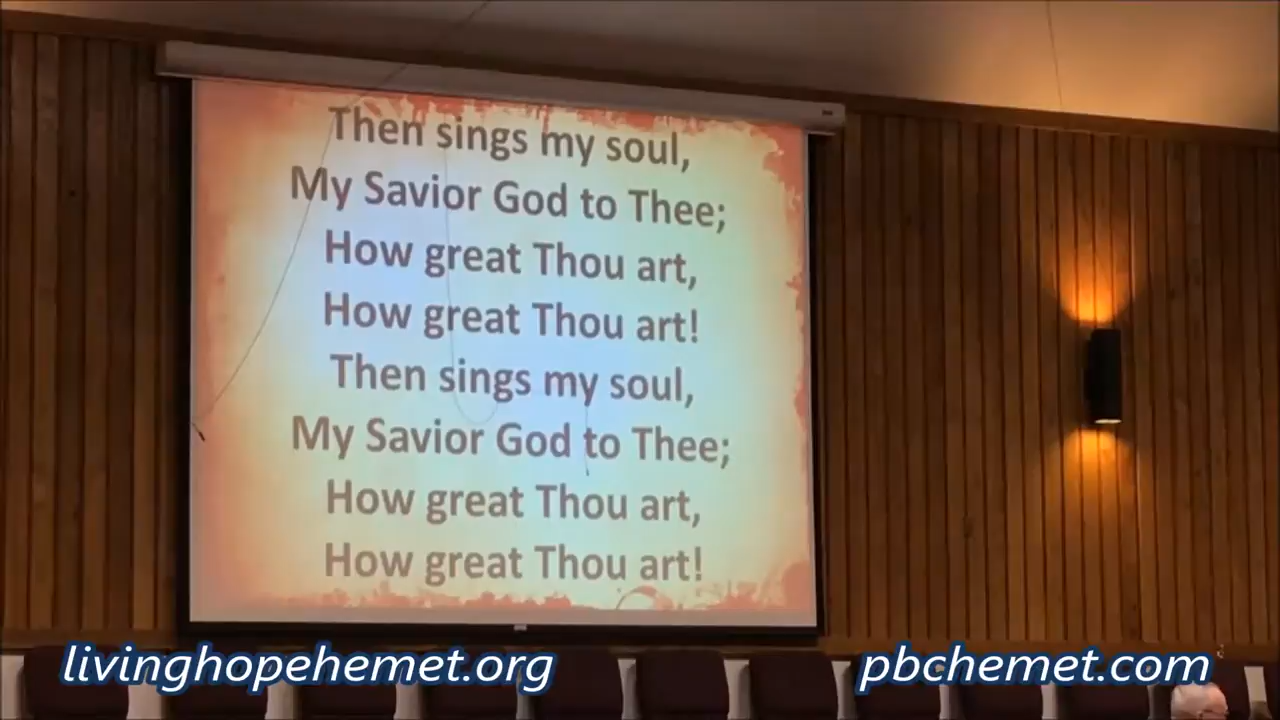 Then sings my soul,
My Savior God to Thee;
How great Thou art,
How great Thou art!
Then sings my soul,
My Savior God to Thee;
How great Thou art,
How great Thou art!
livinghopehemet.org
pbchemet.com